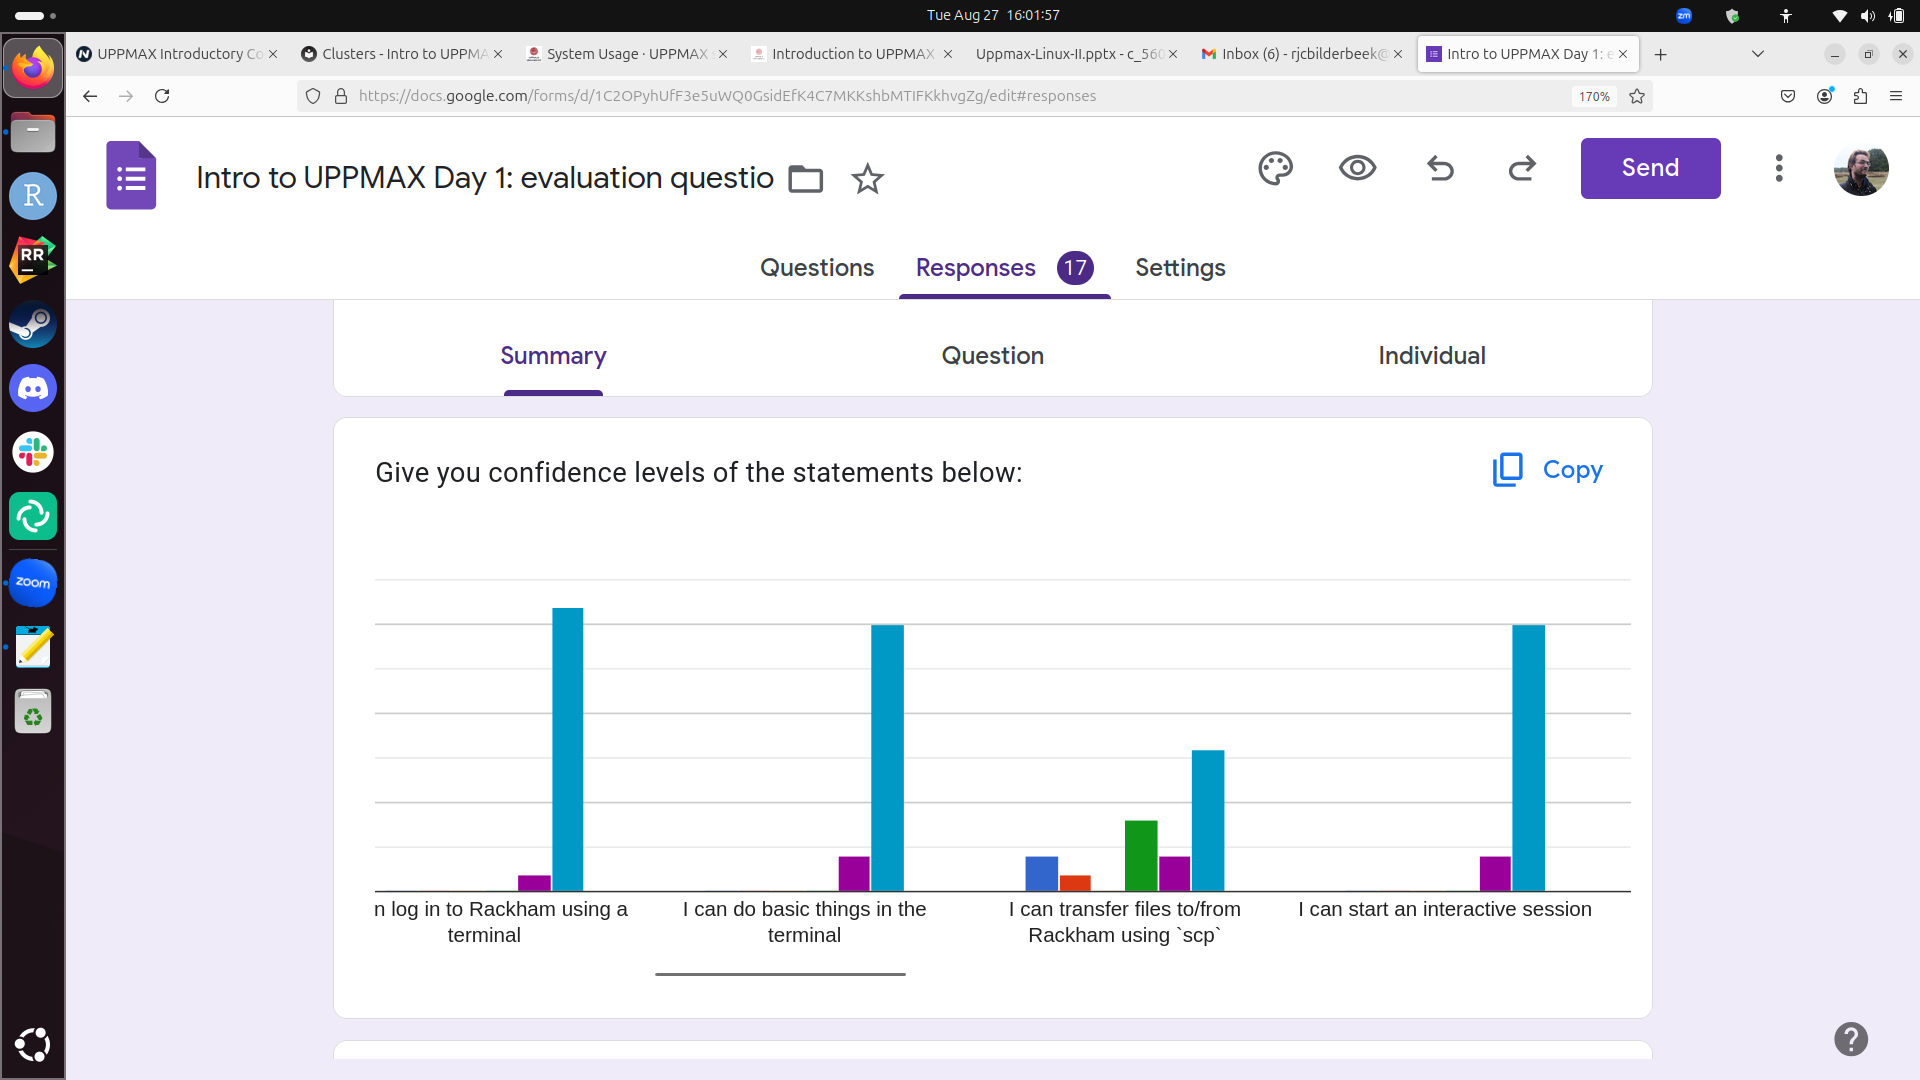 Tue Aug 27 16:01:57
zm
UPPMAX Introductory Co
Clusters - Intro to UPPMA
System Usage · UPPMAX s
Introduction to UPPMAX
Uppmax-Linux-II.pptx - c_560
Inbox (6) - rjcbilderbeek@
Intro to UPPMAX Day 1: e
https://docs.google.com/forms/d/1C2OPyhUfF3e5uWQ0GsidEfK4C7MKKshbMTIFKkhvgZg/edit#responses
170%
Intro to UPPMAX Day 1: evaluation questio
Send
Questions
Responses 17
Settings
Summary
Question
Individual
Give you confidence levels of the statements below:
Copy
n log in to Rackham using a
terminal
I can do basic things in the
terminal
I can transfer files to/from
Rackham using `scp`
I can start an interactive session
R
RR
zoom